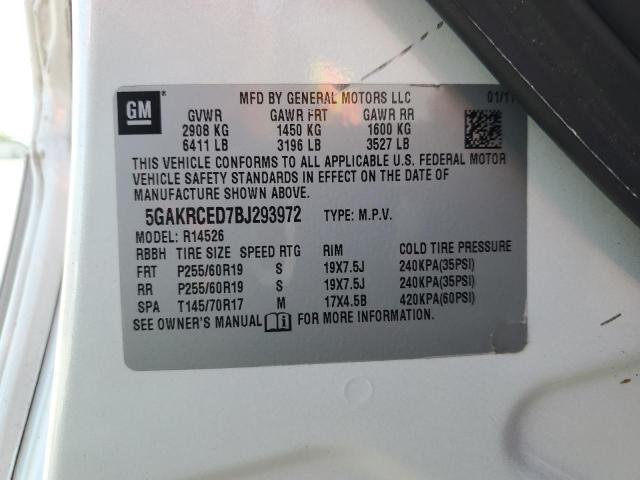 GM ® MFD BY GENERAL MOTORS LLC 01/11
GVWR GAWR FRT GAWR RR
2908 KG 1450 KG 1600 KG
6411 LB 3196 LB 3527 LB
THIS VEHICLE CONFORMS TO ALL APPLICABLE U.S. FEDERAL MOTOR
VEHICLE SAFETY STANDARDS IN EFFECT ON THE DATE OF
MANUFACTURE SHOWN ABOVE.
5GAKRCED7BJ293972 TYPE: M.P.V.
MODEL: R14526
RBBH TIRE SIZE SPEED RTG RIM COLD TIRE PRESSURE
FRT P255/60R19 S 19X7.5J 240KPA(35PSI)
RR P255/60R19 S 19X7.5J 240KPA(35PSI)
SPA T145/70R17 M 17X4.5B 420KPA(60PSI)
SEE OWNER'S MANUAL FOR MORE INFORMATION.